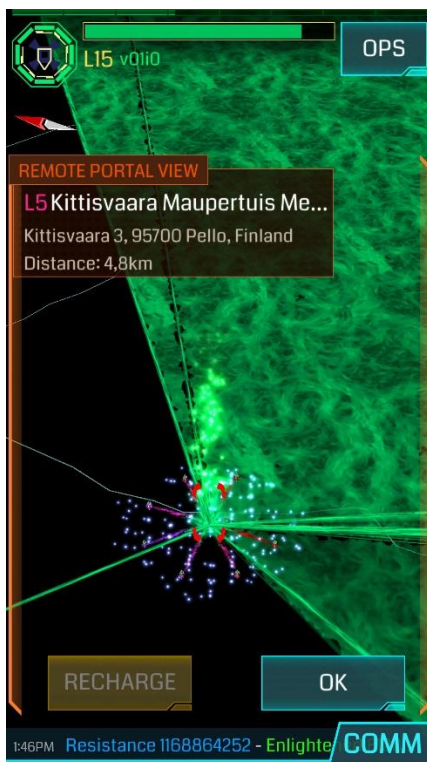 OPS
L15 v01i0
REMOTE PORTAL VIEW
L5 Kittisvaara Maupertuis Me...
Kittisvaara 3, 95700 Pello, Finland
Distance: 4,8km
RECHARGE
OK
1:46PM Resistance 1168864252 - Enlighte
COMM